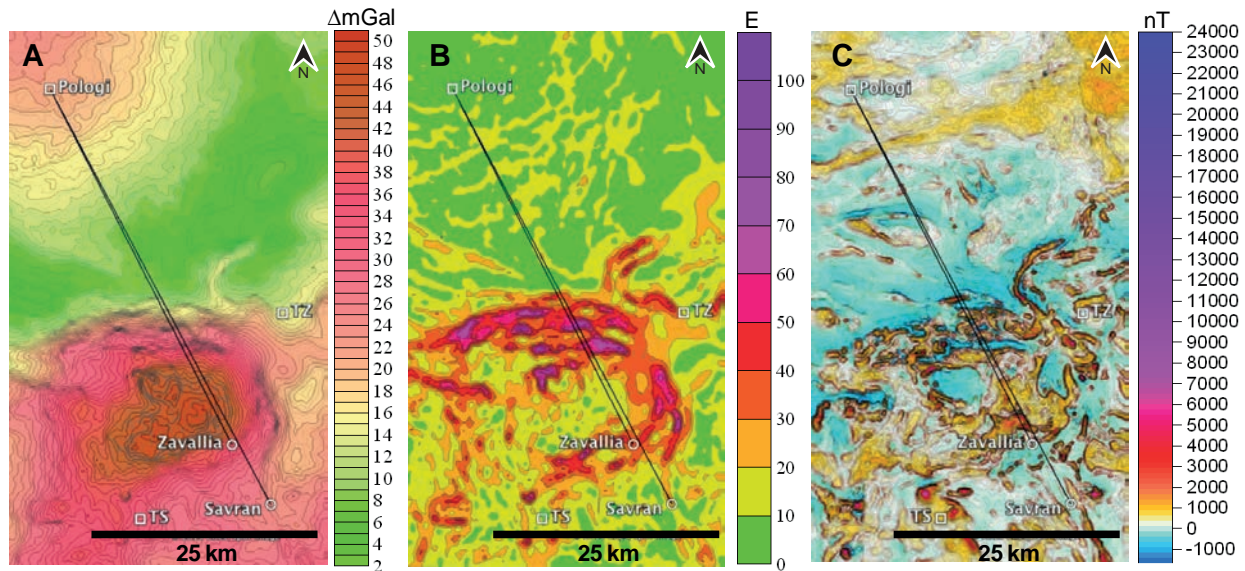 A
N
Pologi
TZ
Zavallia
Savran
TS
25 km
ΔmGal
50
48
46
44
42
40
38
36
34
32
30
28
26
24
22
20
18
16
14
12
10
8
6
4
2
B
N
Pologi
TZ
Zavallia
Savran
TS
25 km
E
100
90
80
70
60
50
40
30
20
10
0
C
N
Pologi
TZ
Zavallia
Savran
TS
25 km
nT
24000
23000
22000
21000
20000
19000
18000
17000
16000
15000
14000
13000
12000
11000
10000
9000
8000
7000
6000
5000
4000
3000
2000
1000
0
-1000